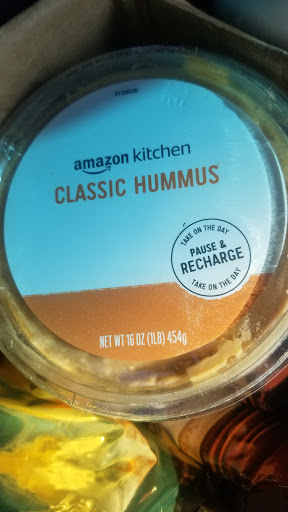 amazon kitchen
CLASSIC HUMMUS
TAKE ON THE DAY
PAUSE &
RECHARGE
TAKE ON THE DAY
NET WT 16 OZ (1LB) 454g